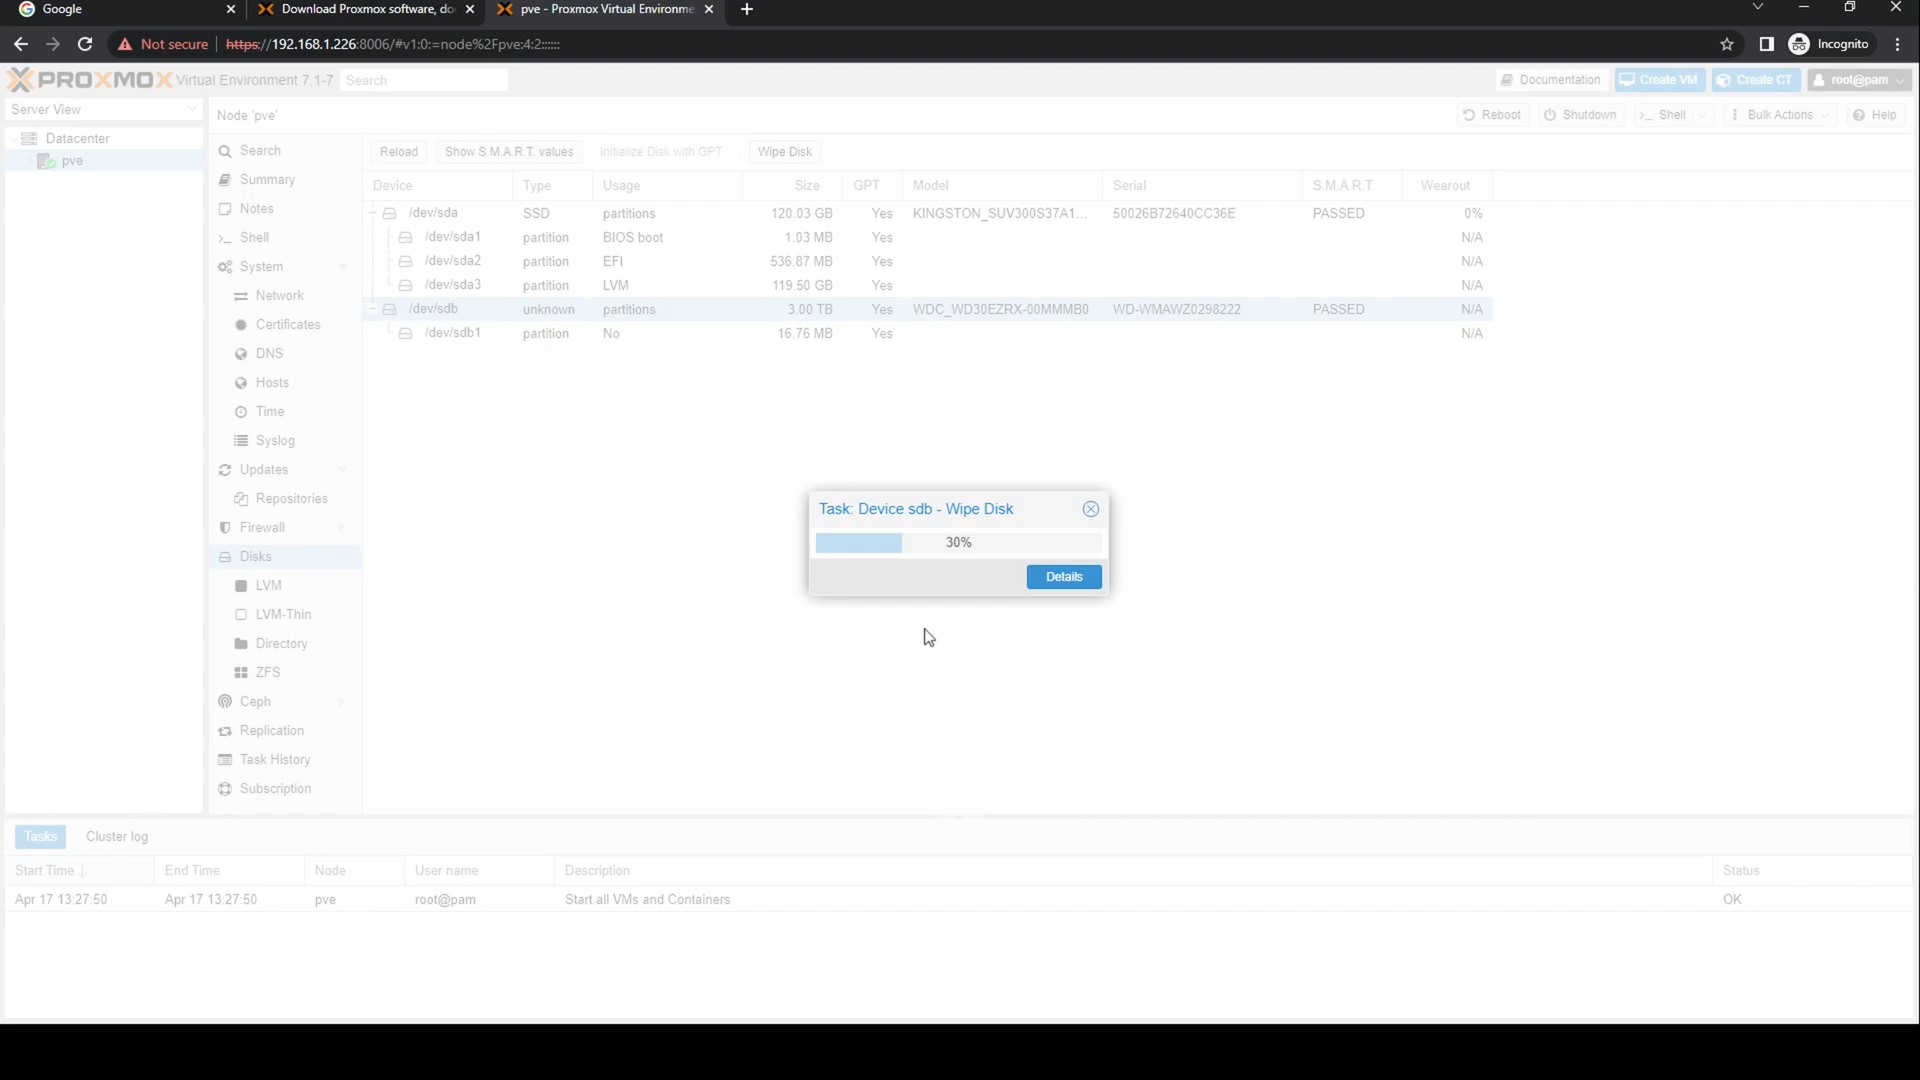 Google
Download Proxmox software, do
pve - Proxmox Virtual Environme
Not secure
https://192.168.1.226:8006/#v1:0:=node%2Fpve:4:2::::::
Incognito
PROXMOX Virtual Environment 7.1-7
Search
Documentation
Create VM
Create CT
root@pam
Server View
Node 'pve'
Reboot
Shutdown
Shell
Bulk Actions
Help
Datacenter
pve
Search
Summary
Notes
Shell
System
Network
Certificates
DNS
Hosts
Time
Syslog
Updates
Repositories
Firewall
Disks
LVM
LVM-Thin
Directory
ZFS
Ceph
Replication
Task History
Subscription
Reload
Show S.M.A.R.T. values
Initialize Disk with GPT
Wipe Disk
Device Type Usage Size GPT Model Serial S.M.A.R.T. Wearout
/dev/sda SSD partitions 120.03 GB Yes KINGSTON_SUV300S37A1... 50026B72640CC36E PASSED 0%
/dev/sda1 partition BIOS boot 1.03 MB Yes N/A
/dev/sda2 partition EFI 536.87 MB Yes N/A
/dev/sda3 partition LVM 119.50 GB Yes N/A
/dev/sdb unknown partitions 3.00 TB Yes WDC_WD30EZRX-00MMMB0 WD-WMAWZ0298222 PASSED N/A
/dev/sdb1 partition No 16.76 MB Yes N/A
Task: Device sdb - Wipe Disk
30%
Details
Tasks
Cluster log
Start Time End Time Node User name Description Status
Apr 17 13:27:50 Apr 17 13:27:50 pve root@pam Start all VMs and Containers OK